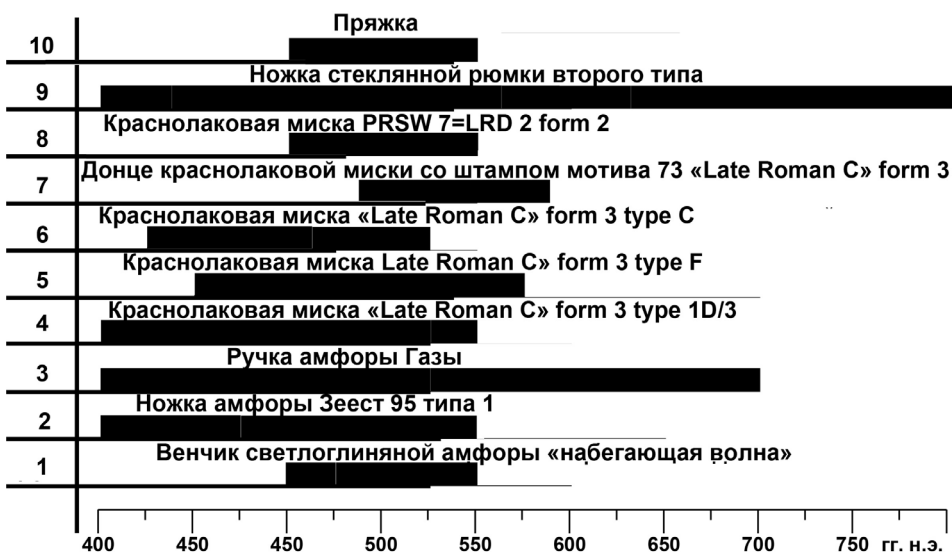 Пряжка
10
Ножка стеклянной рюмки второго типа
9
Краснолаковая миска PRSW 7=LRD 2 form 2
8
Донце краснолаковой миски со штампом мотива 73 «Late Roman C» form 3
7
Краснолаковая миска «Late Roman C» form 3 type C
6
Краснолаковая миска Late Roman C» form 3 type F
5
Краснолаковая миска «Late Roman C» form 3 type 1D/3
4
Ручка амфоры Газы
3
Ножка амфоры Зеест 95 типа 1
2
Венчик светлоглиняной амфоры «набегающая волна»
1
400 450 500 550 600 650 700 750 гг. н.э.